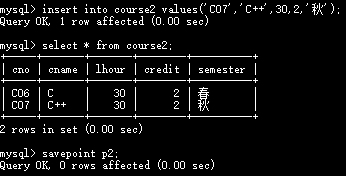 mysql> insert into course2 values('C07','C++',30,2,'秋');
Query OK, 1 row affected (0.00 sec)
mysql> select * from course2;
| cno | cname | lhour | credit | semester |
| C06 | C | 30 | 2 | 春 |
| C07 | C++ | 30 | 2 | 秋 |
2 rows in set (0.00 sec)
mysql> savepoint p2;
Query OK, 0 rows affected (0.00 sec)